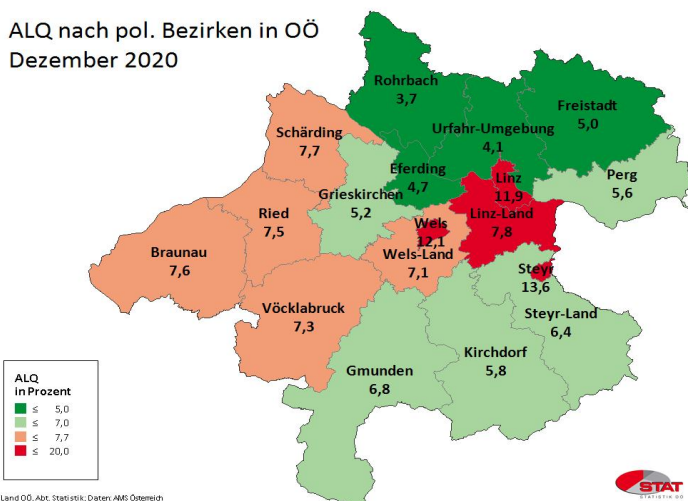 ALQ nach pol. Bezirken in OÖ
Dezember 2020
Rohrbach
3,7
Freistadt
5,0
Urfahr-Umgebung
4,1
Schärding
7,7
Eferding
4,7
Linz
11,9
Perg
5,6
Grieskirchen
5,2
Ried
7,5
Wels
12,1
Linz-Land
7,8
Braunau
7,6
Wels-Land
7,1
Steyr
13,6
Vöcklabruck
7,3
Steyr-Land
6,4
Kirchdorf
5,8
Gmunden
6,8
ALQ
in Prozent
≤ 5,0
≤ 7,0
≤ 7,7
≤ 20,0
Land OÖ. Abt. Statistik; Daten: AMS Österreich
STAT
STATISTIK OÖ